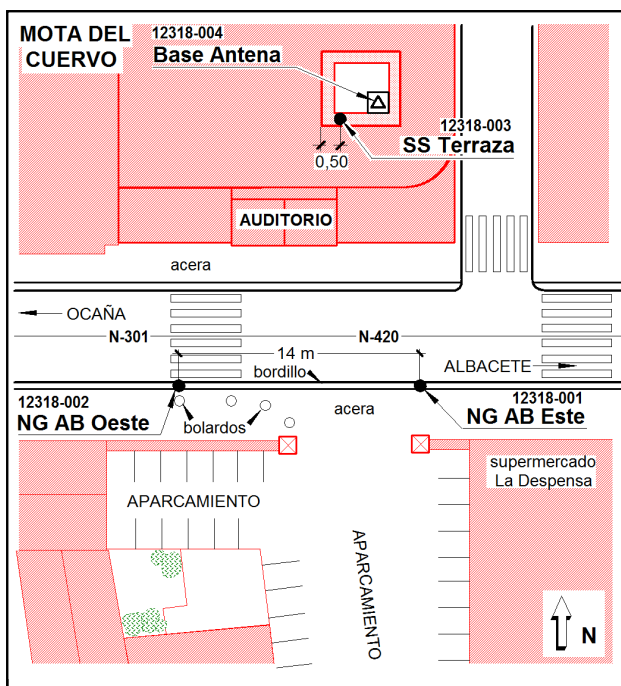 MOTA DEL
CUERVO
12318-004
Base Antena
12318-003
SS Terraza
0,50
AUDITORIO
acera
OCAÑA
N-301
N-420
14 m
ALBACETE
bordillo
12318-002
NG AB Oeste
bolardos
acera
12318-001
NG AB Este
supermercado
La Despensa
APARCAMIENTO
APARCAMIENTO
N